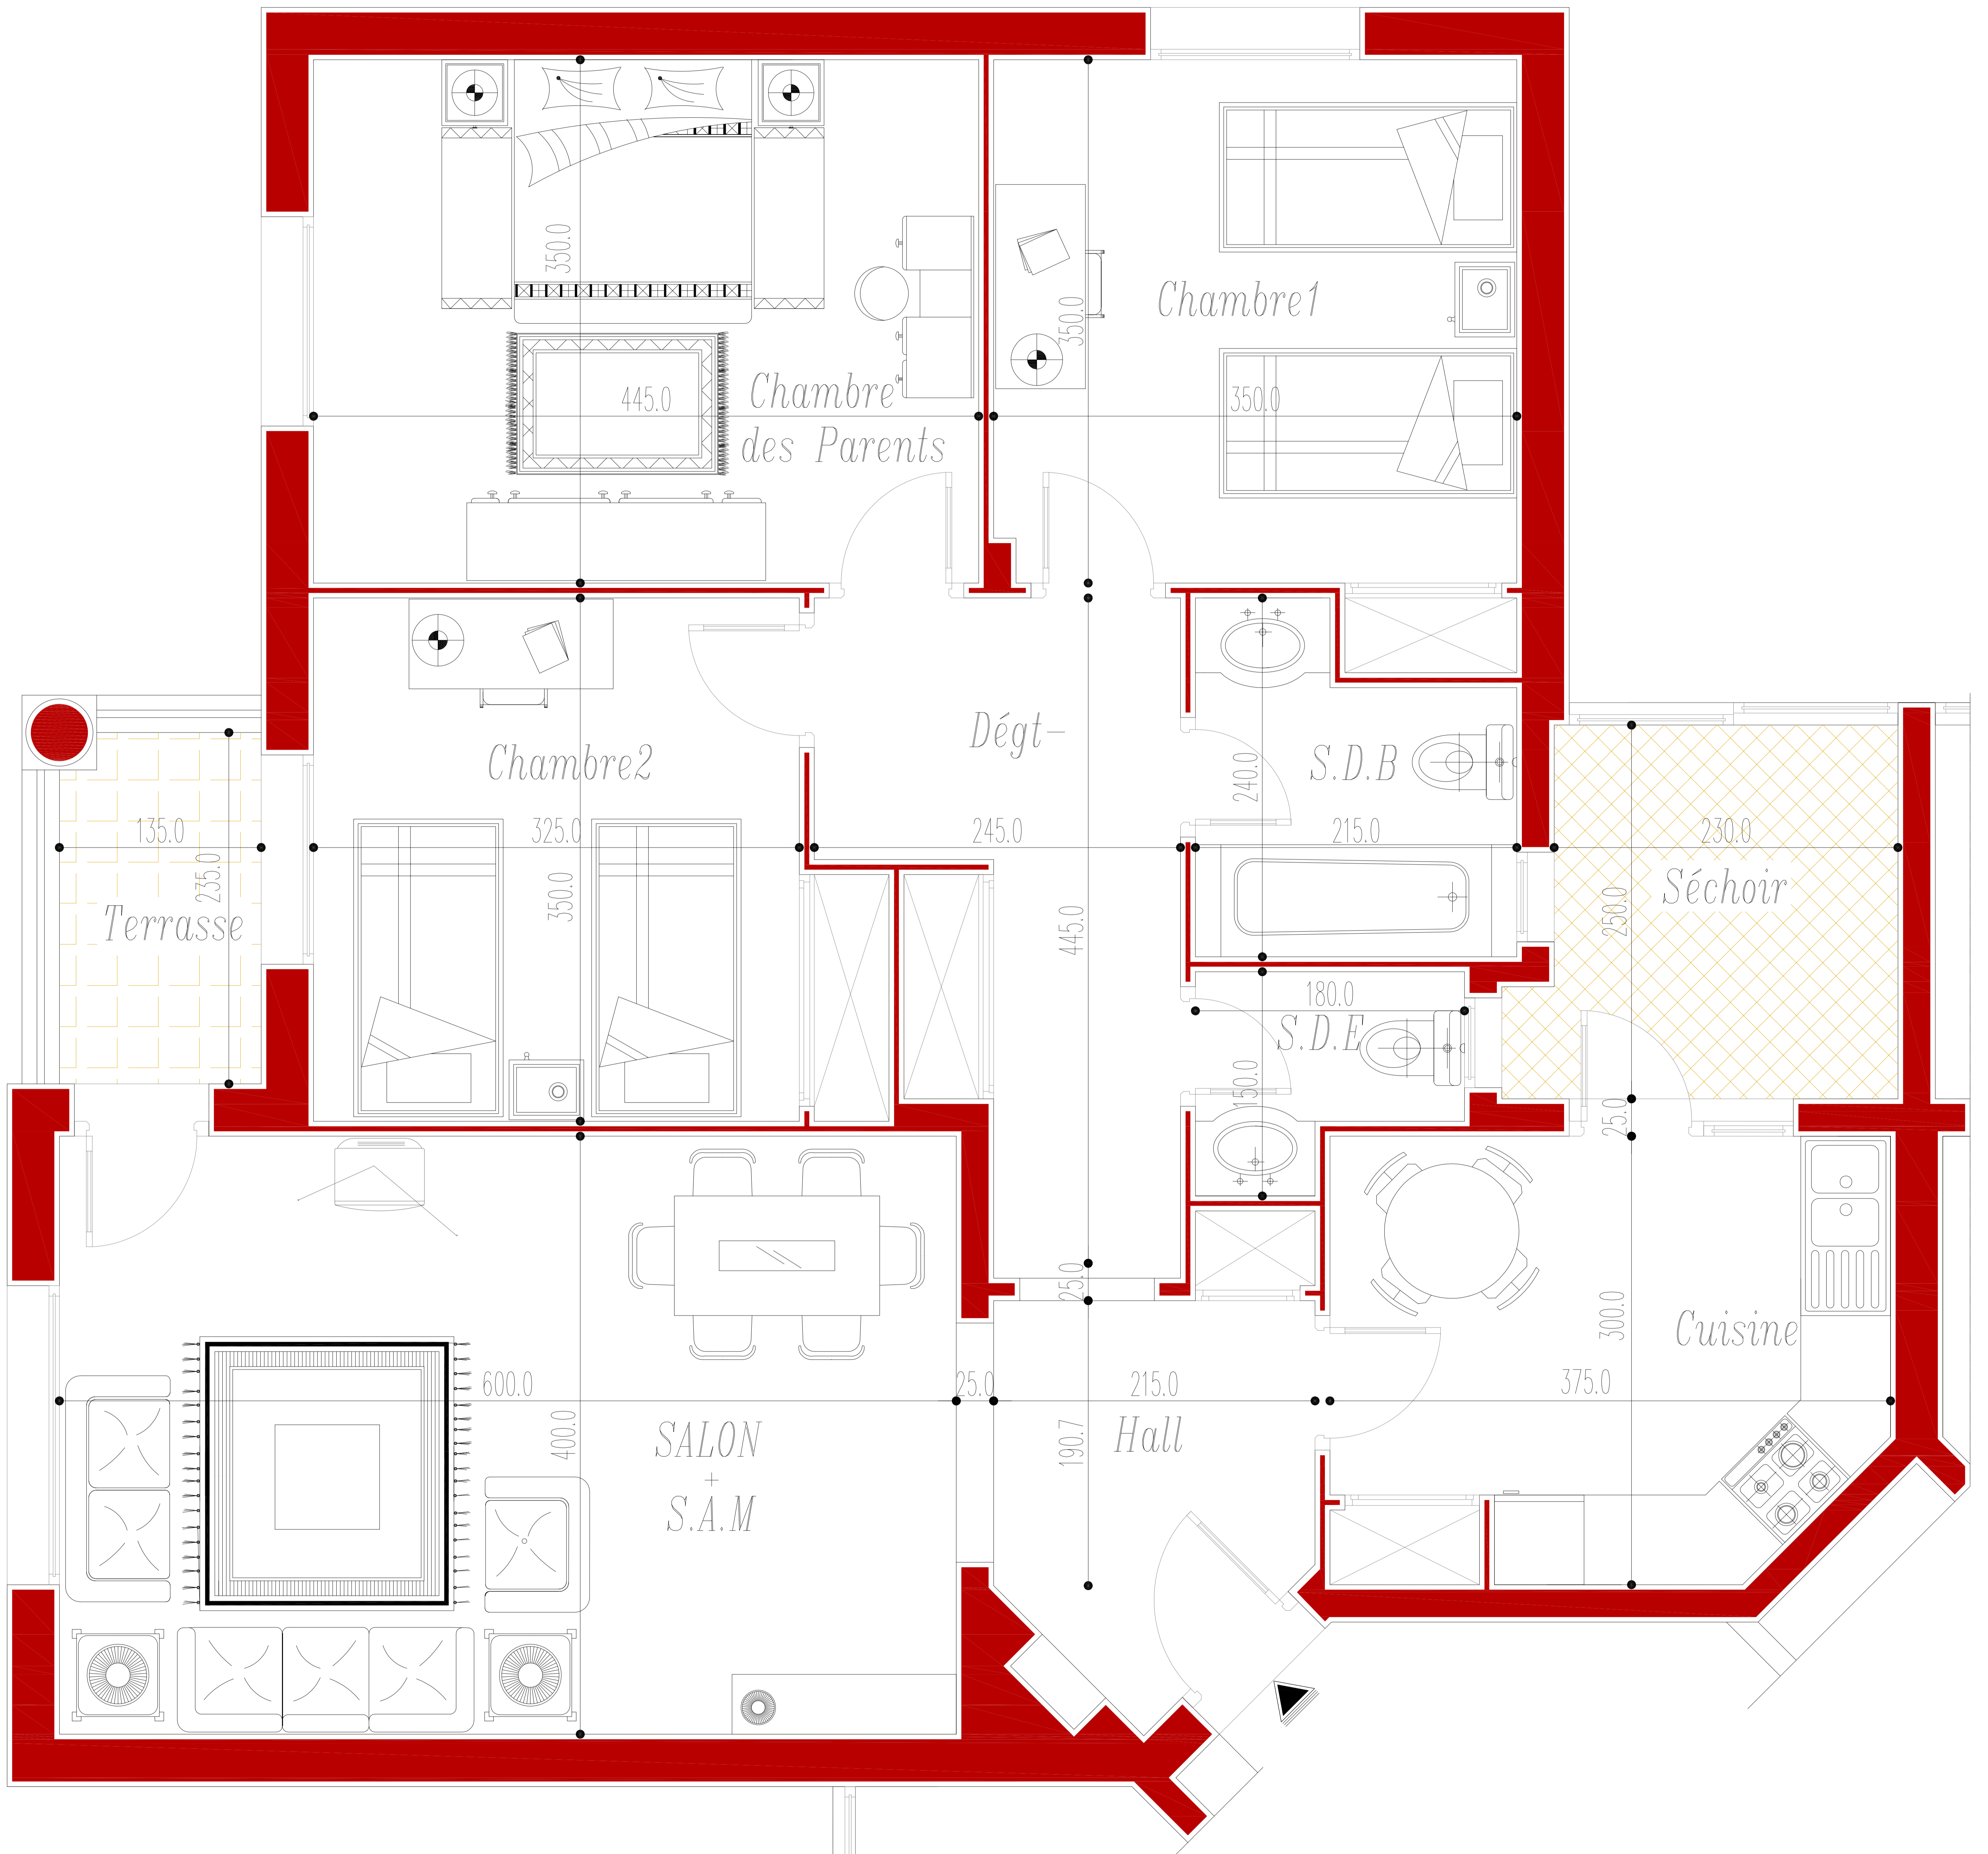 350.0
Chambre1
350.0
445.0
Chambre
des Parents
350.0
Dégt-
Chambre2
S.D.B
240.0
135.0
325.0
245.0
215.0
230.0
235.0
350.0
Séchoir
250.0
Terrasse
445.0
180.0
S.D.E
150.0
25.0
25.0
300.0
Cuisine
600.0
25.0
215.0
375.0
400.0
SALON
+
S.A.M
190.7
Hall